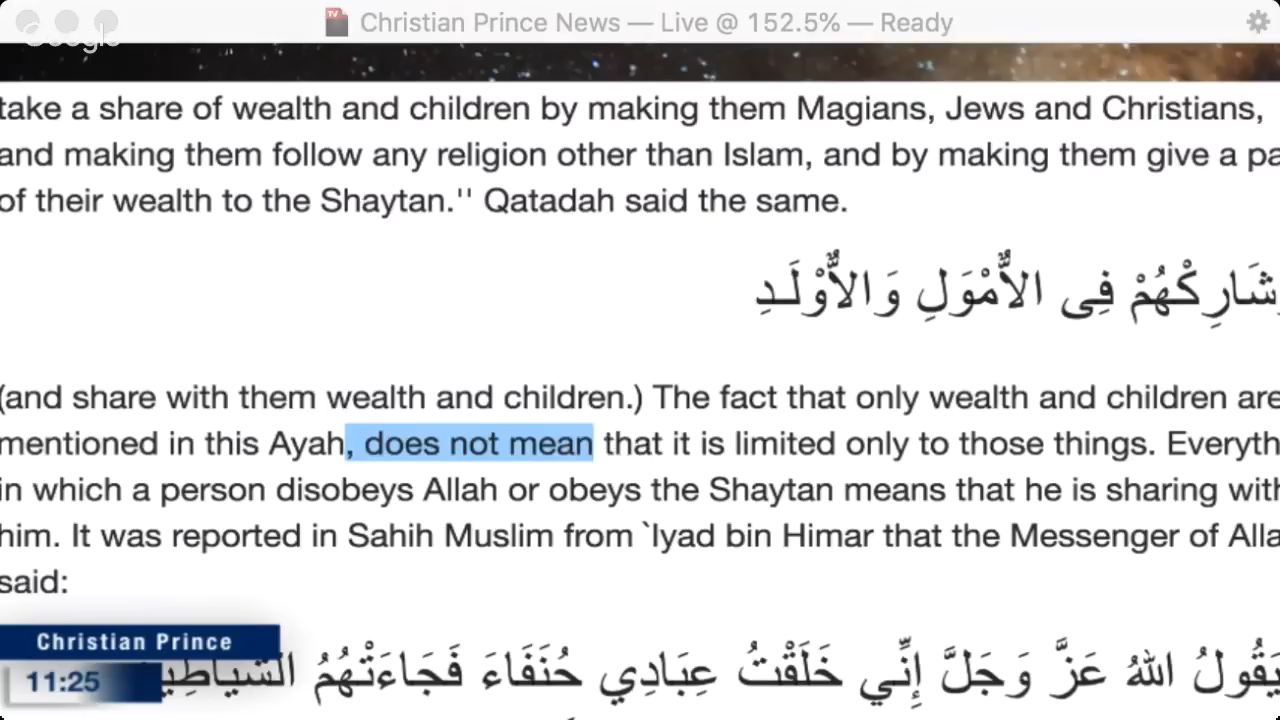 Christian Prince News — Live @ 152.5% — Ready
Google
take a share of wealth and children by making them Magians, Jews and Christians,
and making them follow any religion other than Islam, and by making them give a
of their wealth to the Shaytan.'' Qatadah said the same.
شَارِكْهُمْ فِى الاٌّمْوَلِ وَالاٌّوْلَـدِ
(and share with them wealth and children.) The fact that only wealth and children are
mentioned in this Ayah, does not mean that it is limited only to those things.
in which a person disobeys Allah or obeys the Shaytan means that he is sharing with
him. It was reported in Sahih Muslim from `Iyad bin Himar that the Messenger of
said:
Christian Prince
11:25
يَقُولُ اللهُ عَزَّ وَجَلَّ إِنِّي خَلَقْتُ عِبَادِي حُنَفَاءَ فَجَاءَتْهُمُ